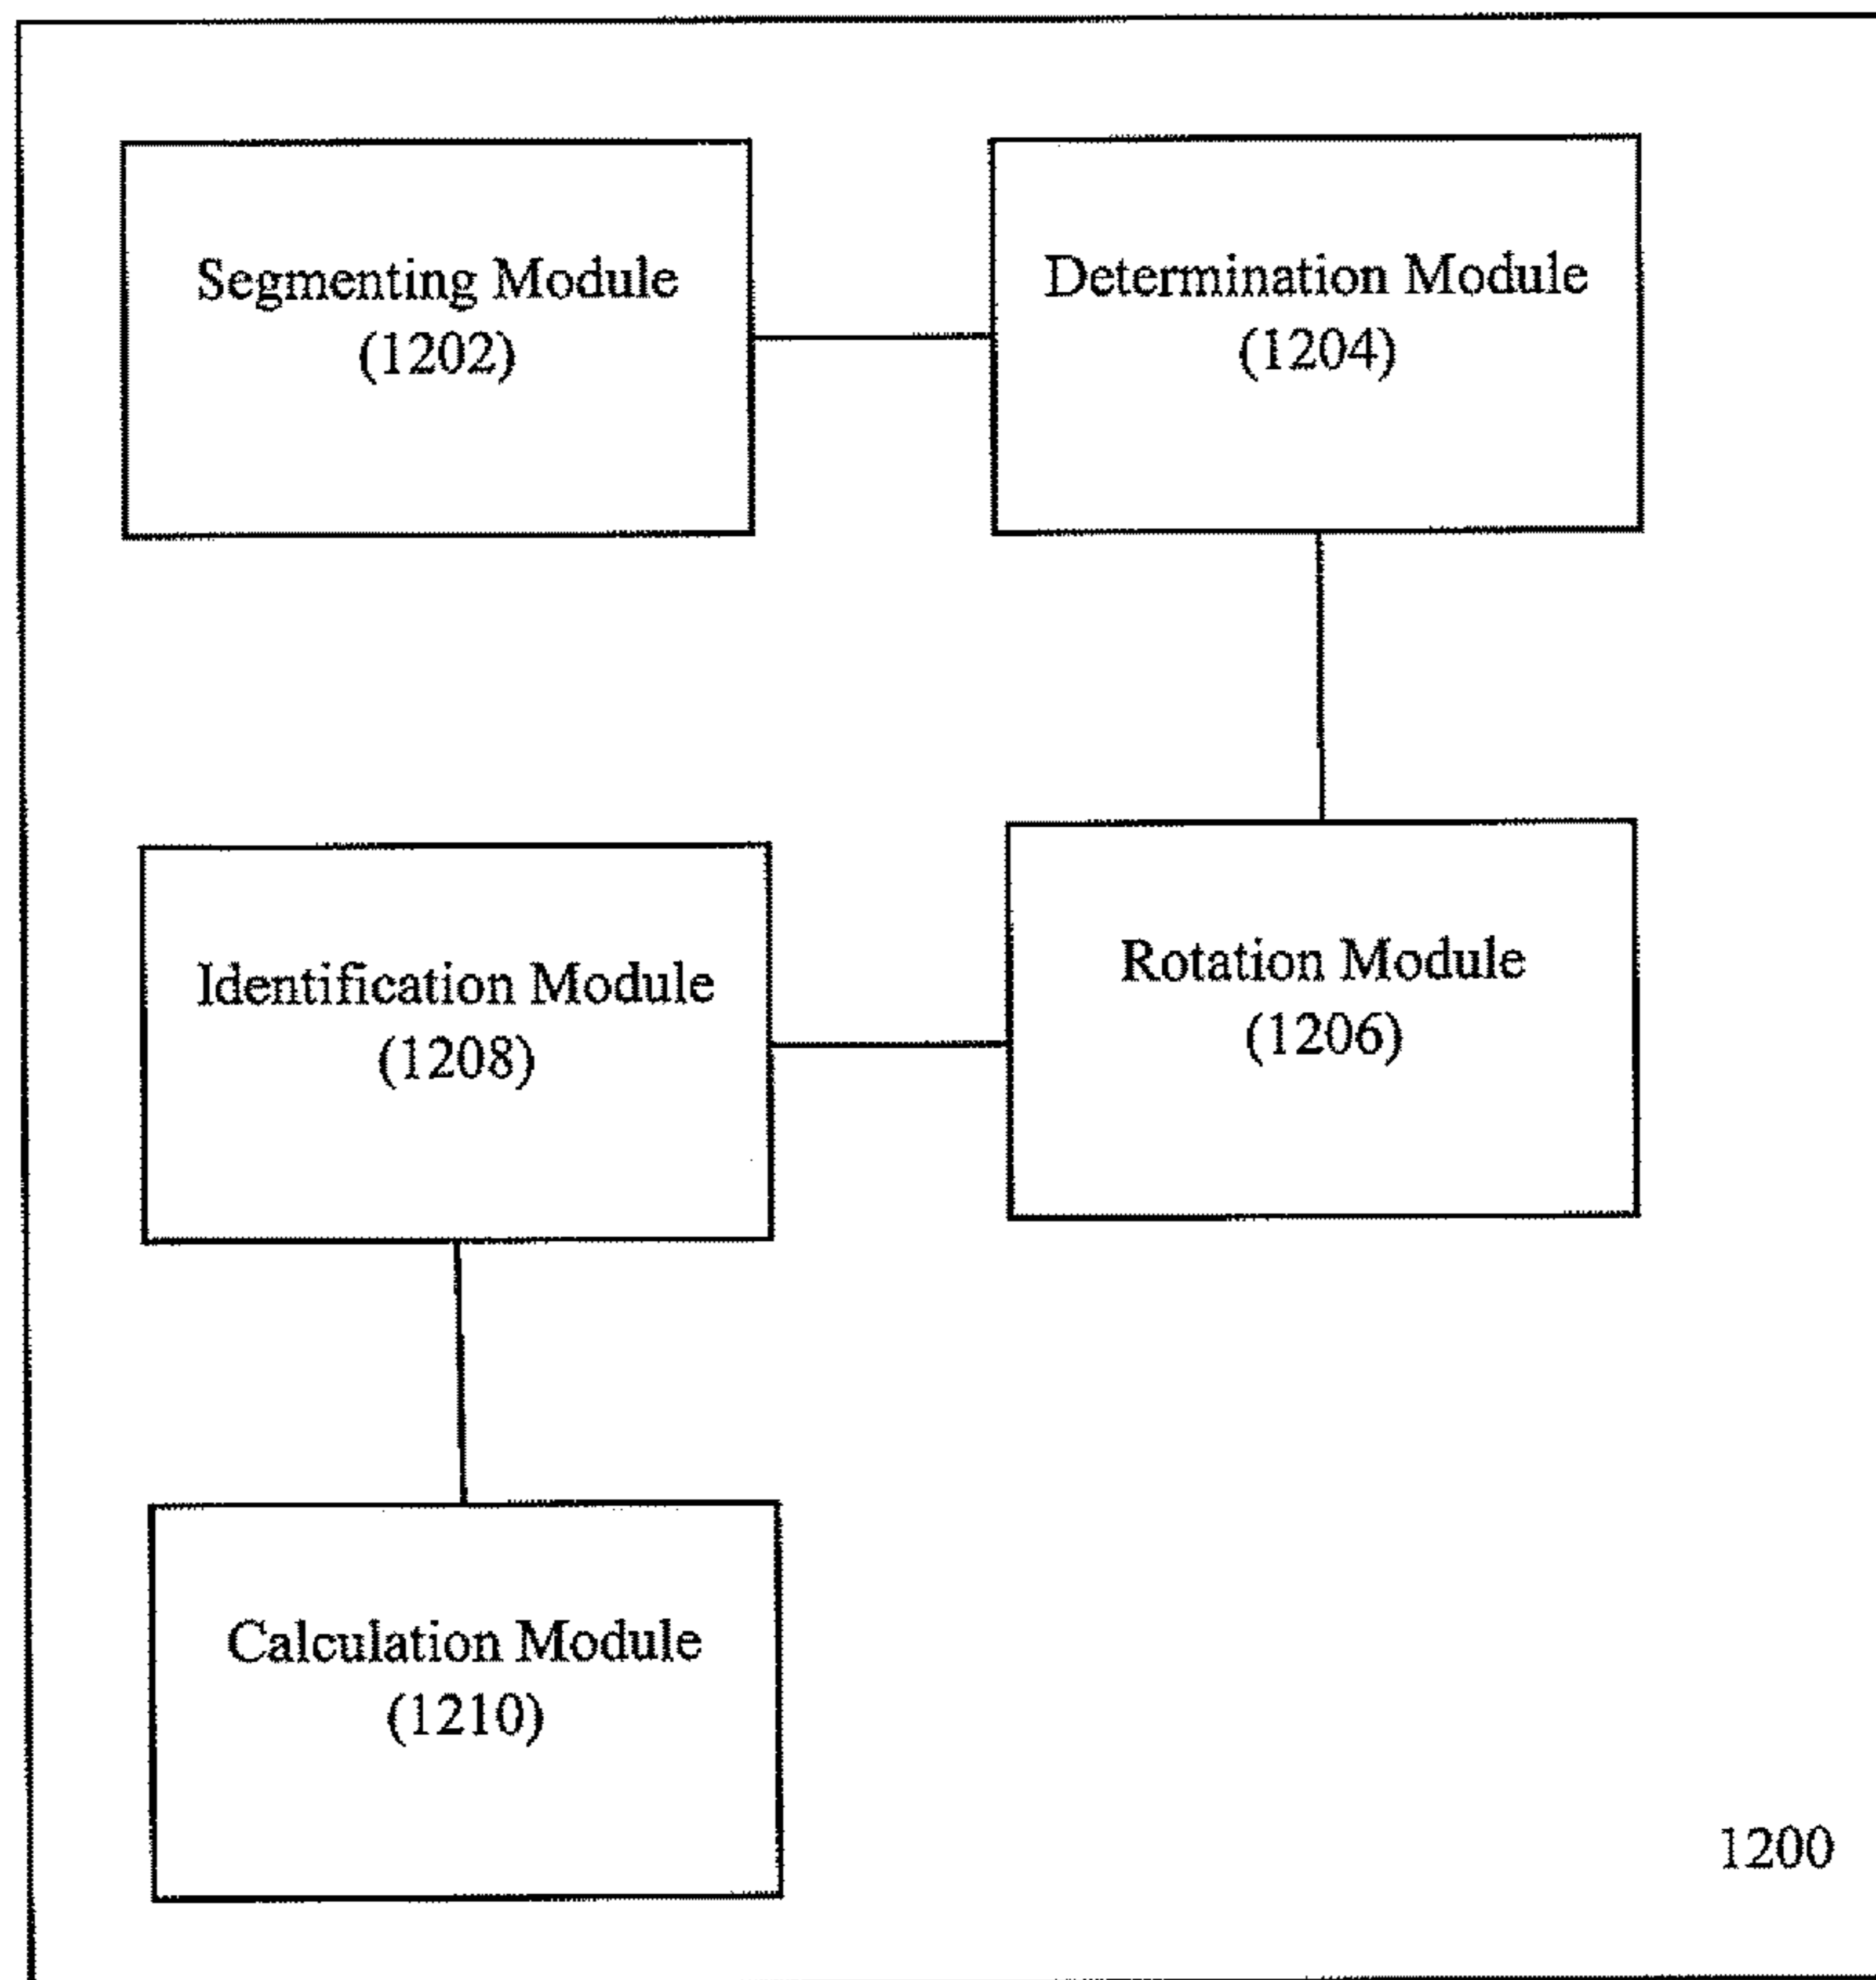 Segmenting Module
(1202)
Determination Module
(1204)
Identification Module
(1208)
Rotation Module
(1206)
Calculation Module
(1210)
1200